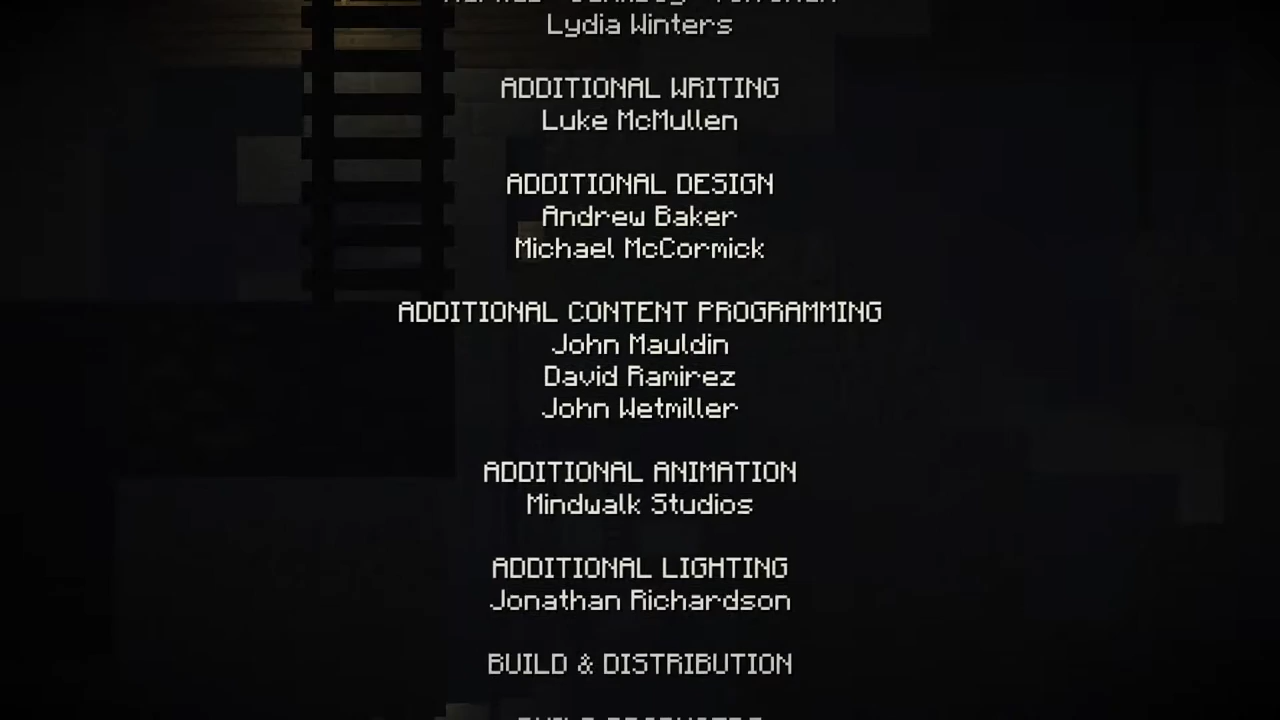 Lydia Winters
ADDITIONAL WRITING
Luke McMullen
ADDITIONAL DESIGN
Andrew Baker
Michael McCormick
ADDITIONAL CONTENT PROGRAMMING
John Mauldin
David Ramirez
John Wetmiller
ADDITIONAL ANIMATION
Mindwalk Studios
ADDITIONAL LIGHTING
Jonathan Richardson
BUILD & DISTRIBUTION